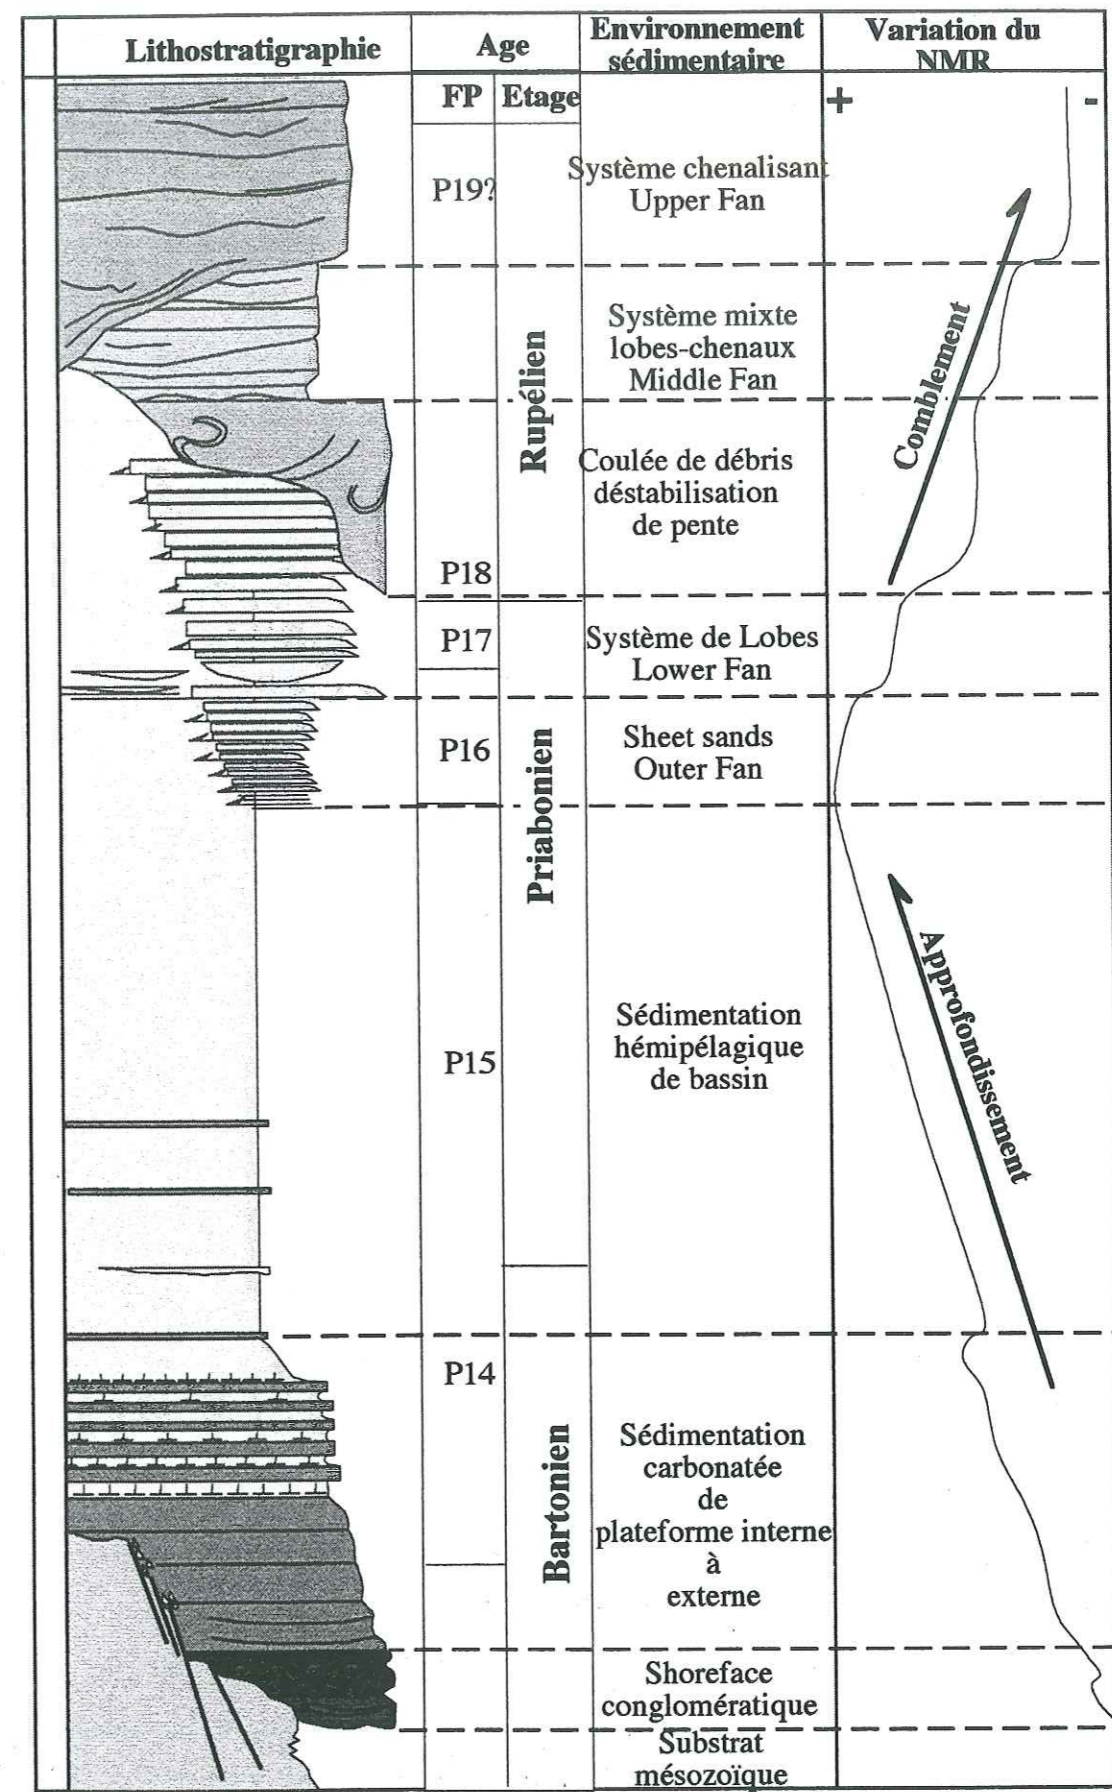 Lithostratigraphie
Age
Environnement
sédimentaire
Variation du
NMR
FP
Etage
+
-
P19?
Système chenalisant
Upper Fan
Système mixte
lobes-chenaux
Middle Fan
Comblement
Rupélien
Coulée de débris
déstabilisation
de pente
P18
P17
Système de Lobes
Lower Fan
P16
Sheet sands
Outer Fan
Priabonien
P15
Sédimentation
hémipélagique
de bassin
Approfondissement
P14
Bartonien
Sédimentation
carbonatée
de
plateforme interne
à
externe
Shoreface
conglomératique
Substrat
mésozoïque